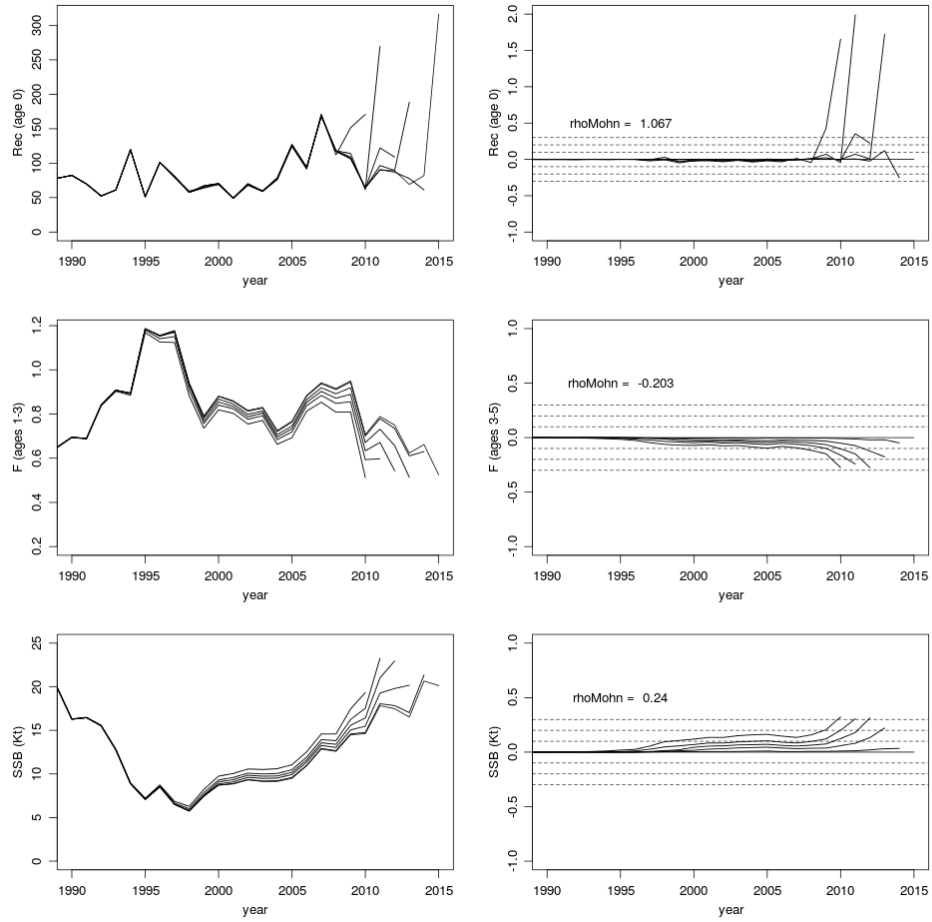 Rec (age 0)
0 50 100 150 200 250 300
1990 1995 2000 2005 2010 2015
year
Rec (age 0)
-1.0 -0.5 0.0 0.5 1.0 1.5 2.0
rhoMohn = 1.067
1990 1995 2000 2005 2010 2015
year
F (ages 1-3)
0.2 0.4 0.6 0.8 1.0 1.2
1990 1995 2000 2005 2010 2015
year
F (ages 3-5)
-1.0 -0.5 0.0 0.5 1.0
rhoMohn = -0.203
1990 1995 2000 2005 2010 2015
year
SSB (Kt)
0 5 10 15 20 25
1990 1995 2000 2005 2010 2015
year
SSB (Kt)
-1.0 -0.5 0.0 0.5 1.0
rhoMohn = 0.24
1990 1995 2000 2005 2010 2015
year